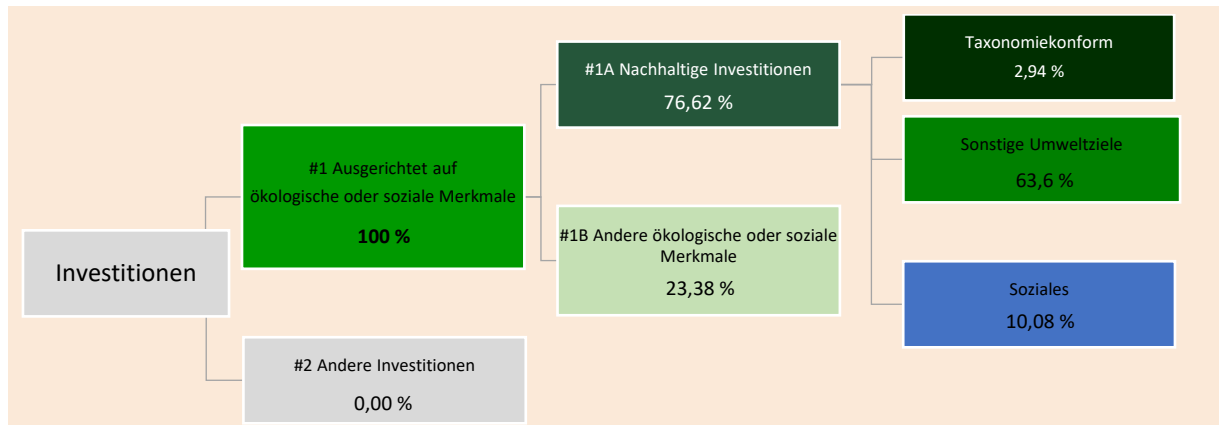 Investitionen
#1 Ausgerichtet auf
ökologische oder soziale Merkmale
100 %
#2 Andere Investitionen
0,00 %
#1A Nachhaltige Investitionen
76,62 %
#1B Andere ökologische oder soziale
Merkmale
23,38 %
Taxonomiekonform
2,94 %
Sonstige Umweltziele
63,6 %
Soziales
10,08 %